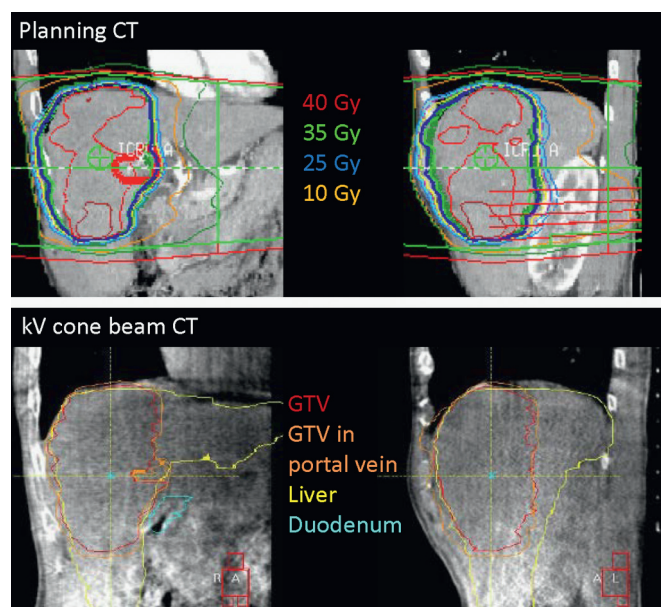 Planning CT
40 Gy
35 Gy
25 Gy
10 Gy
kV cone beam CT
GTV
GTV in
portal vein
Liver
Duodenum
R A
A L